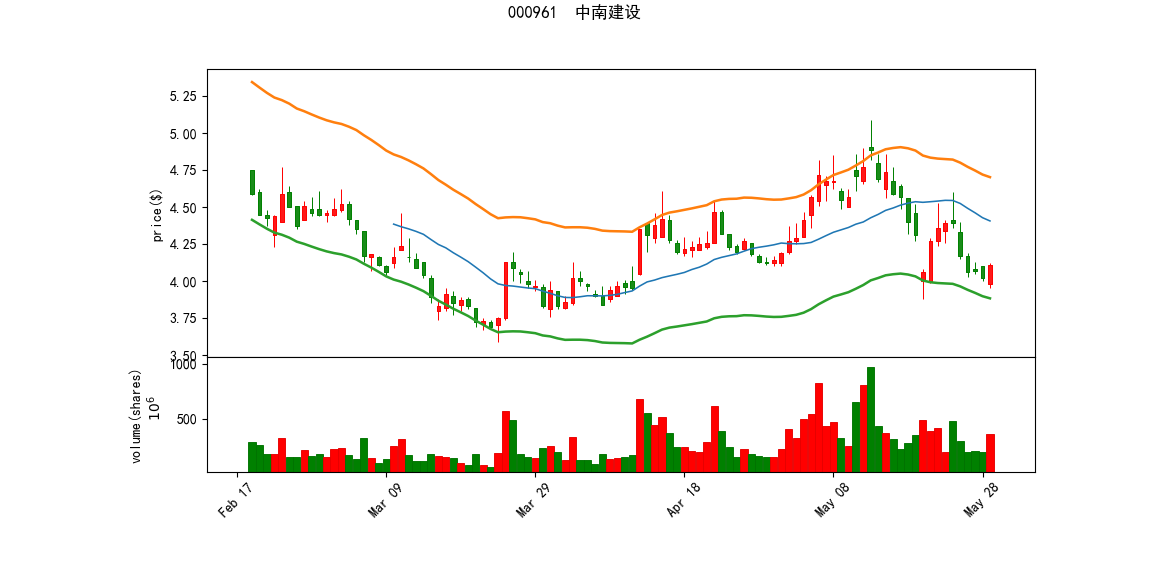 000961 中南建设
5.25
5.00
4.75
4.50
4.25
4.00
3.75
3.50
price($)
1000
500
volume(shares)
10^6
Feb 17
Mar 09
Mar 29
Apr 18
May 08
May 28